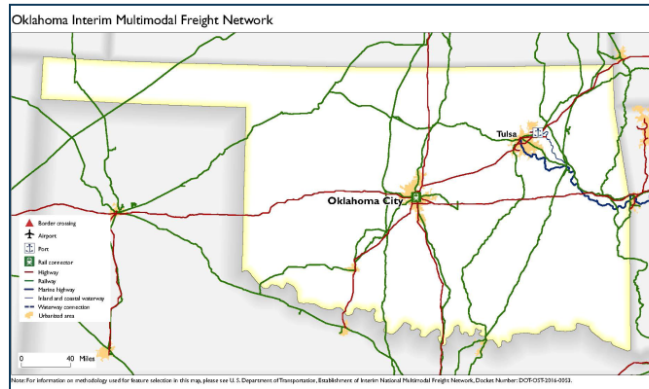 Oklahoma Interim Multimodal Freight Network
Tulsa
Oklahoma City
Border crossing
Airport
Port
Rail connector
Highway
Railway
Marine highway
Inland and coastal waterway
Waterway connection
Urbanized area
0 40 Miles
Note: For information on methodology used for feature selection in this map, please see U. S. Department of Transportation, Establishment of Interim National Multimodal Freight Network, Docket Number: DOT-OST-2016-0053.